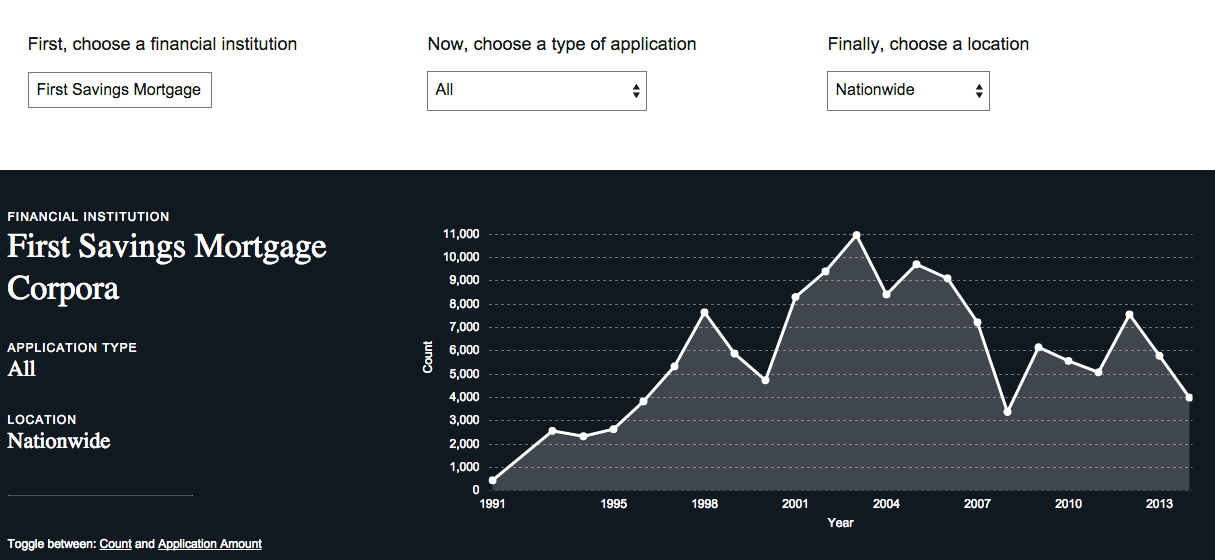 First, choose a financial institution
Now, choose a type of application
Finally, choose a location
First Savings Mortgage
All
Nationwide
FINANCIAL INSTITUTION
First Savings Mortgage
Corpora
APPLICATION TYPE
All
LOCATION
Nationwide
Toggle between: Count and Application Amount
Count
11,000
10,000
9,000
8,000
7,000
6,000
5,000
4,000
3,000
2,000
1,000
0
1991 1995 1998 2001 2004 2007 2010 2013
Year